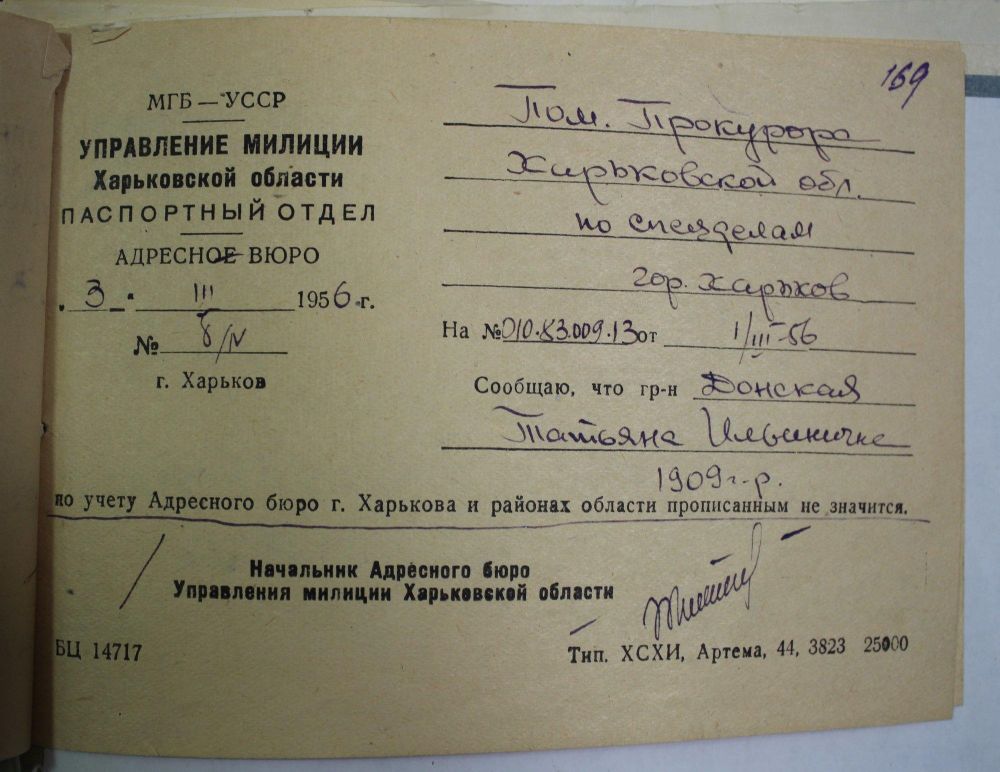 169
МГБ — УССР
УПРАВЛЕНИЕ МИЛИЦИИ
Харьковской области
ПАСПОРТНЫЙ ОТДЕЛ
АДРЕСНОЕ БЮРО
3 III 1956 г.
№ б/N
г. Харьков
Пом. Прокурора
Харьковской обл.
по спецделам
гор. Харьков
На № 010.83.009.13 от 1/III-56
Сообщаю, что гр-н Донская
Татьяна Ильинична
1909 г.р.
по учету Адресного бюро г. Харькова и районах области прописанным не значится.
Начальник Адресного бюро
Управления милиции Харьковской области
БЦ 14717
Тип. ХСХИ, Артема, 44, 3823 25000